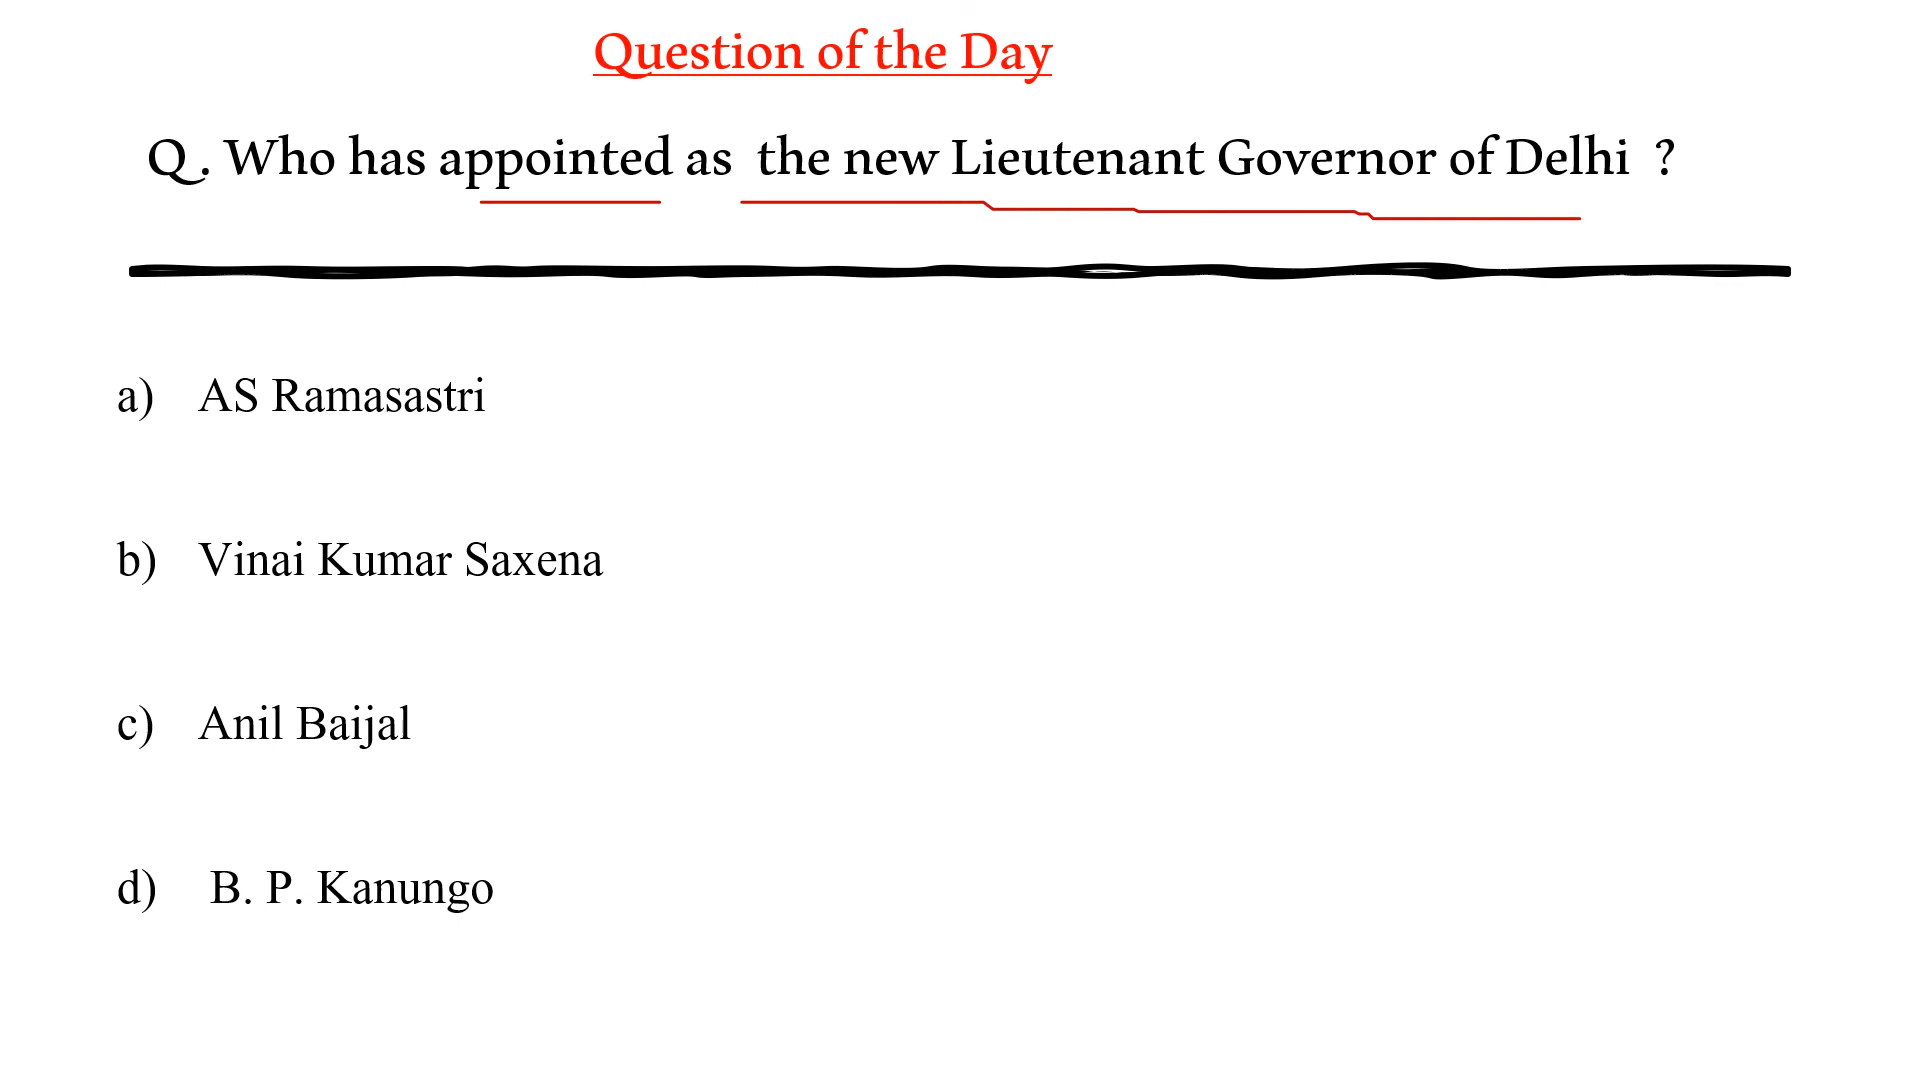 Question of the Day
Q. Who has appointed as the new Lieutenant Governor of Delhi ?
a) AS Ramasastri
b) Vinai Kumar Saxena
c) Anil Baijal
d) B. P. Kanungo